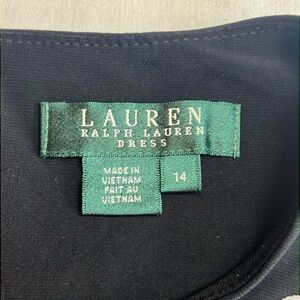 LAUREN
RALPH LAUREN
DRESS
MADE IN
VIETNAM
FAIT AU
VIETNAM
14